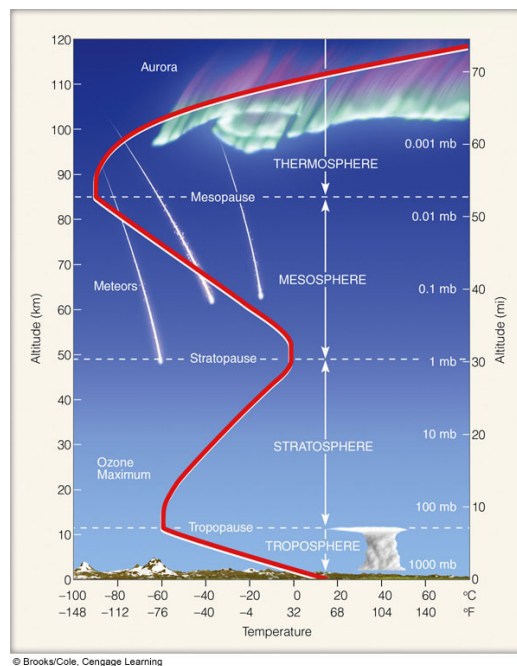 120
110
100
90
80
70
60
50
40
30
20
10
0
Altitude (km)
Aurora
THERMOSPHERE
Mesopause
Meteors
MESOSPHERE
Stratopause
STRATOSPHERE
Ozone
Maximum
Tropopause
TROPOSPHERE
0.001 mb
0.01 mb
0.1 mb
1 mb
10 mb
100 mb
1000 mb
70
60
50
40
30
20
10
0
Altitude (mi)
–100 –80 –60 –40 –20 0 20 40 60 °C
–148 –112 –76 –40 –4 32 68 104 140 °F
Temperature
© Brooks/Cole, Cengage Learning